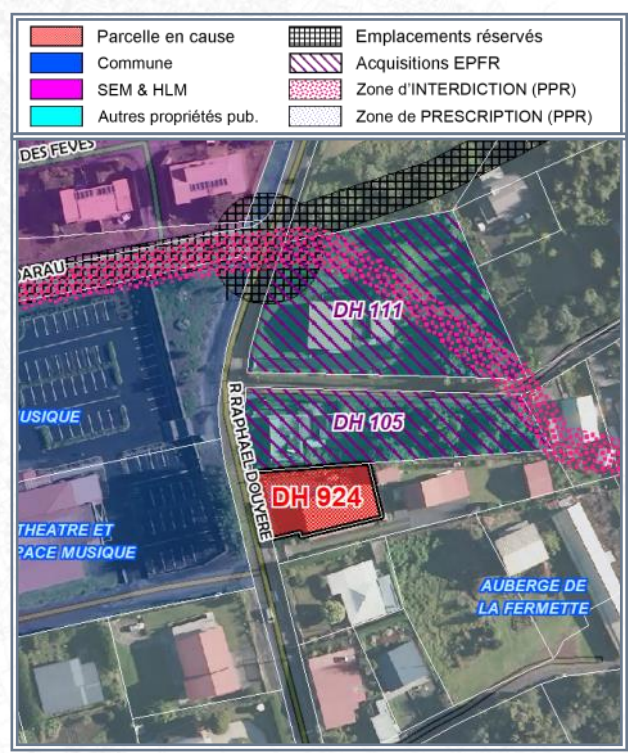 Parcelle en cause
Emplacements réservés
Commune
Acquisitions EPFR
SEM & HLM
Zone d'INTERDICTION (PPR)
Autres propriétés pub.
Zone de PRESCRIPTION (PPR)
DES FEVES
DARAU
DH 111
R RAPHAEL DOUYERE
USIQUE
DH 105
DH 924
THEATRE ET
PACE MUSIQUE
AUBERGE DE
LA FERMETTE